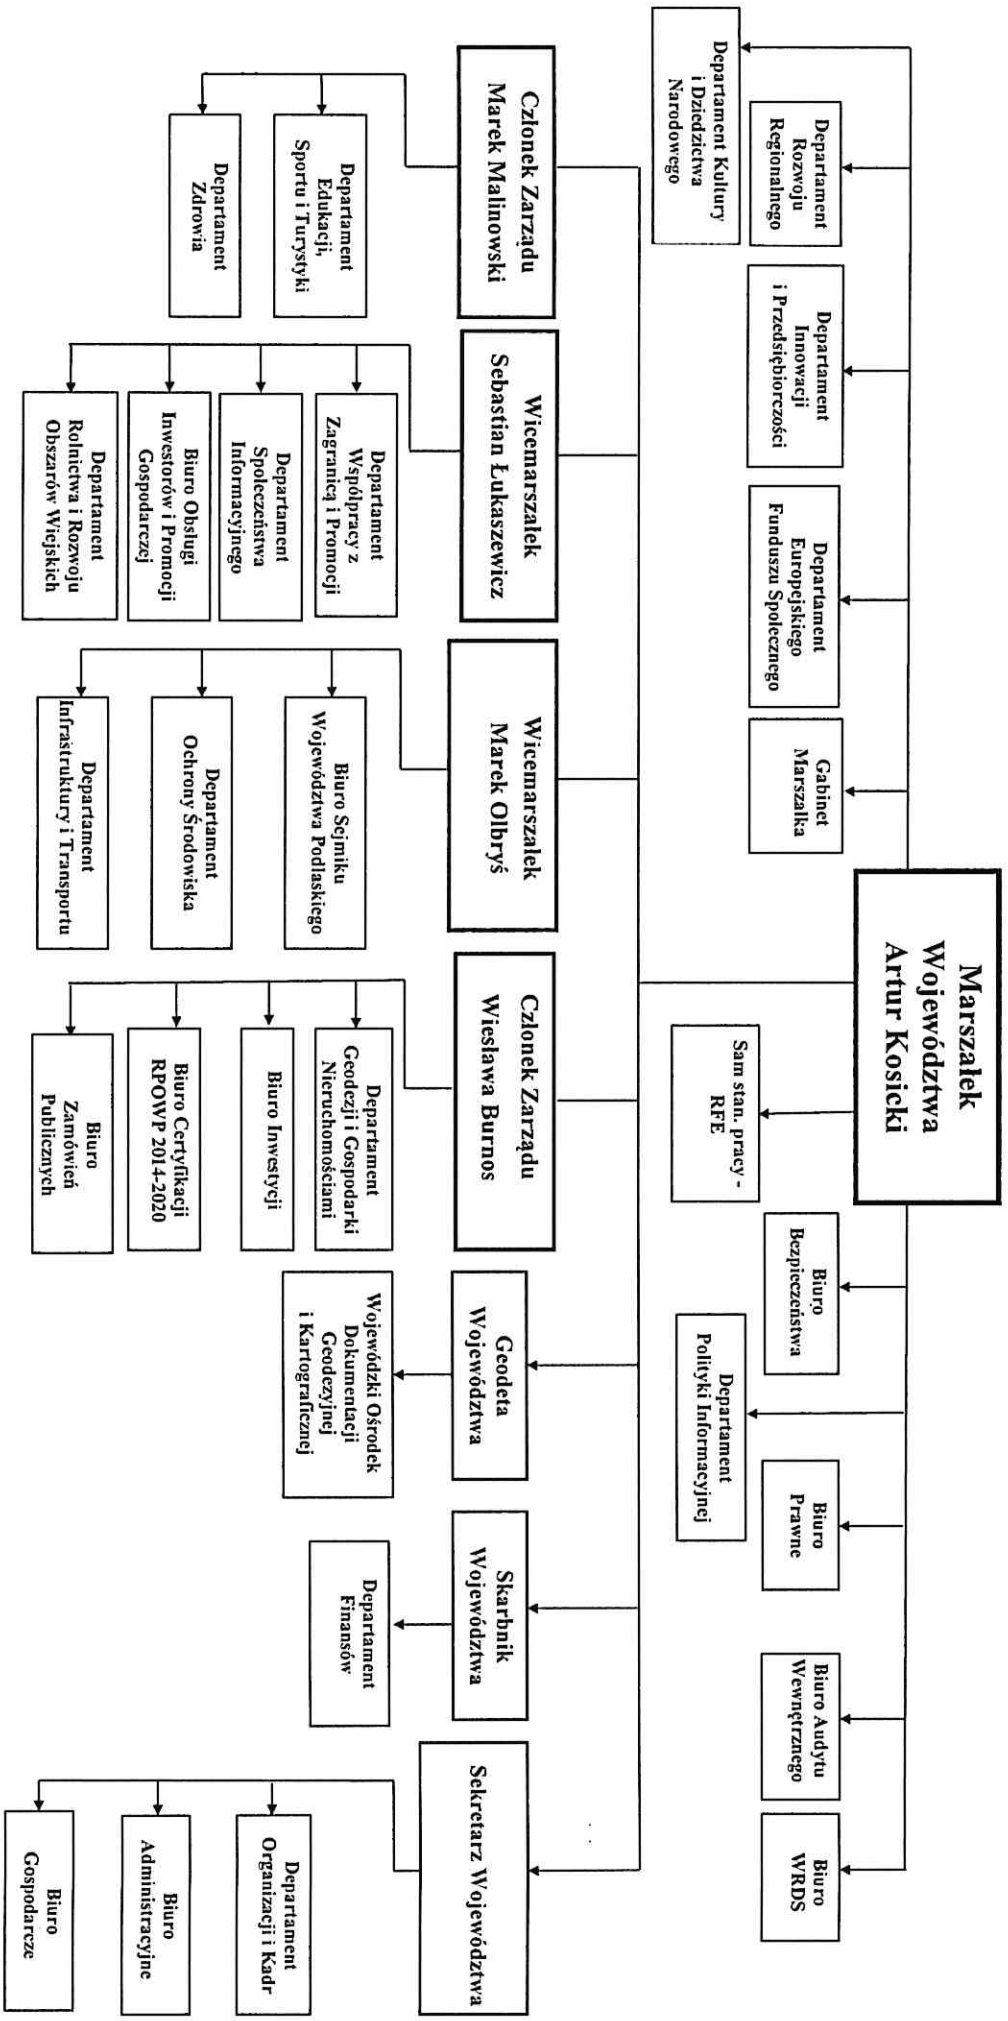 Marszałek
Województwa
Artur Kosicki
Departament Kultury
i Dziedzictwa
Narodowego
Departament
Rozwoju
Regionalnego
Departament
Innowacji
i Przedsiębiorczości
Departament
Europejskiego
Funduszu Społecznego
Gabinet
Marszałka
Sam stan. pracy -
RFE
Biuro
Bezpieczeństwa
Departament
Polityki Informacyjnej
Biuro
Prawne
Biuro Audytu
Wewnętrznego
Biuro
WRDS
Członek Zarządu
Marek Malinowski
Departament
Edukacji,
Sportu i Turystyki
Departament
Zdrowia
Wicemarszałek
Sebastian Łukaszewicz
Departament
Współpracy z
Zagranicą i Promocji
Departament
Społeczeństwa
Informacyjnego
Biuro Obsługi
Inwestorów i Promocji
Gospodarczej
Departament
Rolnictwa i Rozwoju
Obszarów Wiejskich
Wicemarszałek
Marek Olbryś
Biuro Sejmiku
Województwa Podlaskiego
Departament
Ochrony Środowiska
Departament
Infrastruktury i Transportu
Członek Zarządu
Wiesława Burnos
Departament
Geodezji i Gospodarki
Nieruchomościami
Biuro Inwestycji
Biuro Certyfikacji
RPOWP 2014-2020
Biuro
Zamówień
Publicznych
Geodeta
Województwa
Wojewódzki Ośrodek
Dokumentacji
Geodezyjnej
i Kartograficznej
Skarbnik
Województwa
Departament
Finansów
Sekretarz Województwa
Departament
Organizacji i Kadr
Biuro
Administracyjne
Biuro
Gospodarcze